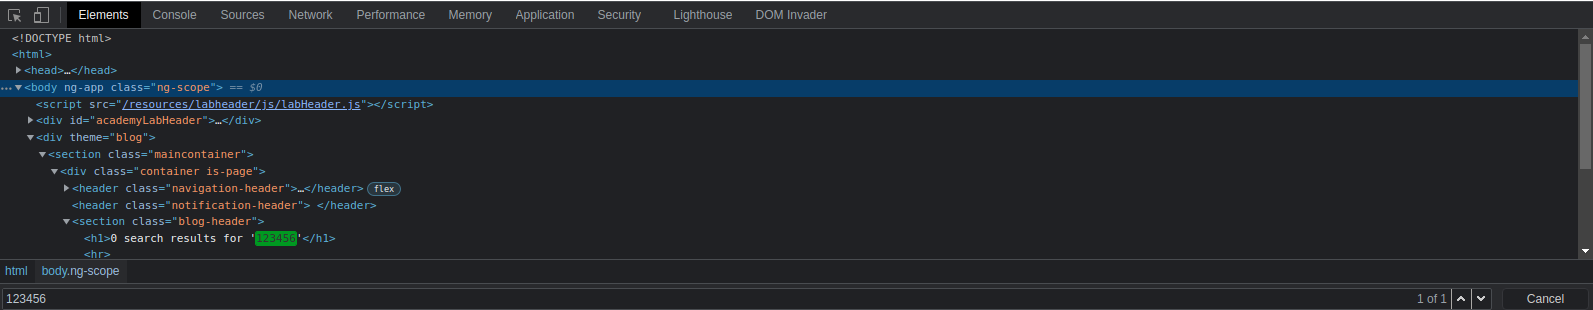 Elements Console Sources Network Performance Memory Application Security Lighthouse DOM Invader
<!DOCTYPE html>
<html>
<head>…</head>
<body ng-app class="ng-scope"> == $0
<script src="/resources/labheader/js/labHeader.js"></script>
<div id="academyLabHeader">…</div>
<div theme="blog">
<section class="maincontainer">
<div class="container is-page">
<header class="navigation-header">…</header> flex
<header class="notification-header"> </header>
<section class="blog-header">
<h1>0 search results for '123456'</h1>
<hr>
html body.ng-scope
123456 1 of 1 Cancel